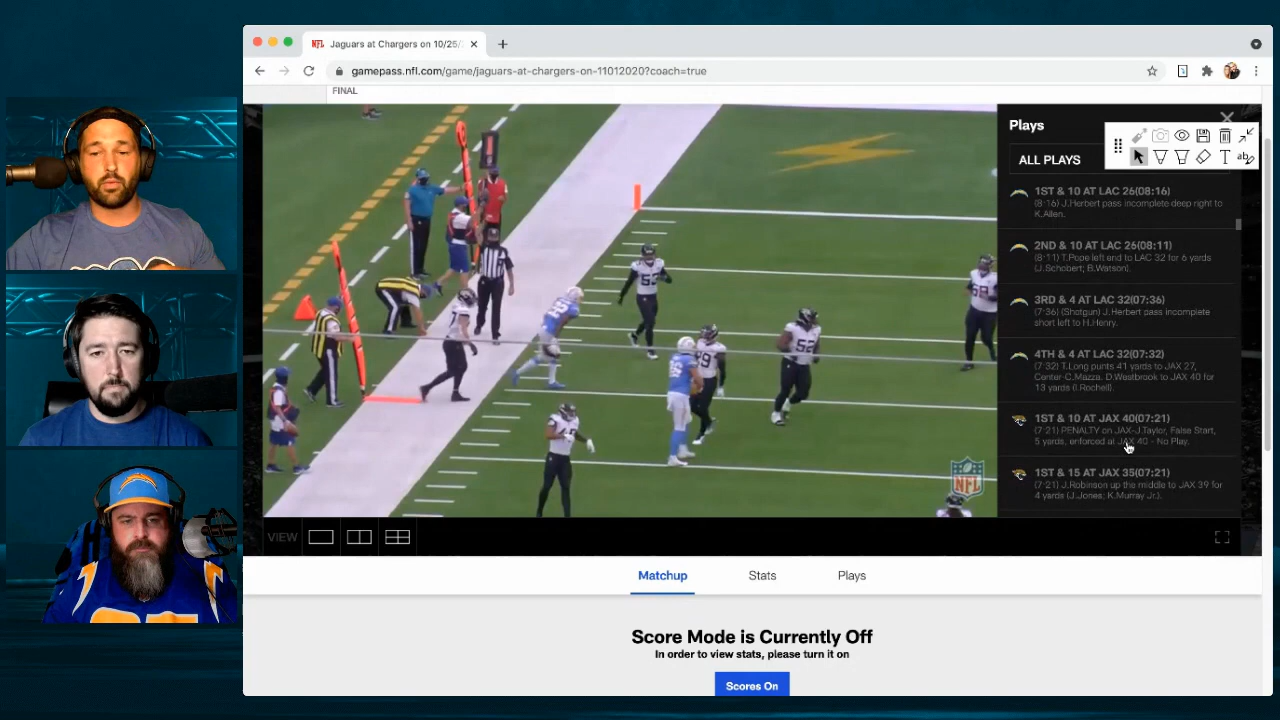 Jaguars at Chargers on 10/25/
gamepass.nfl.com/game/jaguars-at-chargers-on-11012020?coach=true
FINAL
Plays
ALL PLAYS
1ST & 10 AT LAC 26(08:16)
(8:16) J.Herbert pass incomplete deep right to
K.Allen.
2ND & 10 AT LAC 26(08:11)
(8:11) T.Pope left end to LAC 32 for 6 yards
(J.Schobert; B.Watson).
3RD & 4 AT LAC 32(07:36)
(7:36) (Shotgun) J.Herbert pass incomplete
short left to H.Henry.
4TH & 4 AT LAC 32(07:32)
(7:32) T.Long punts 41 yards to JAX 27,
Center-C.Mazza. D.Westbrook to JAX 40 for
13 yards (I.Rochell).
1ST & 10 AT JAX 40(07:21)
(7:21) PENALTY on JAX-J.Taylor, False Start,
5 yards, enforced at JAX 40 - No Play.
1ST & 15 AT JAX 35(07:21)
(7:21) J.Robinson up the middle to JAX 39 for
4 yards (J.Jones; K.Murray Jr.).
53
52
NFL
VIEW
Matchup
Stats
Plays
Score Mode is Currently Off
In order to view stats, please turn it on
Scores On